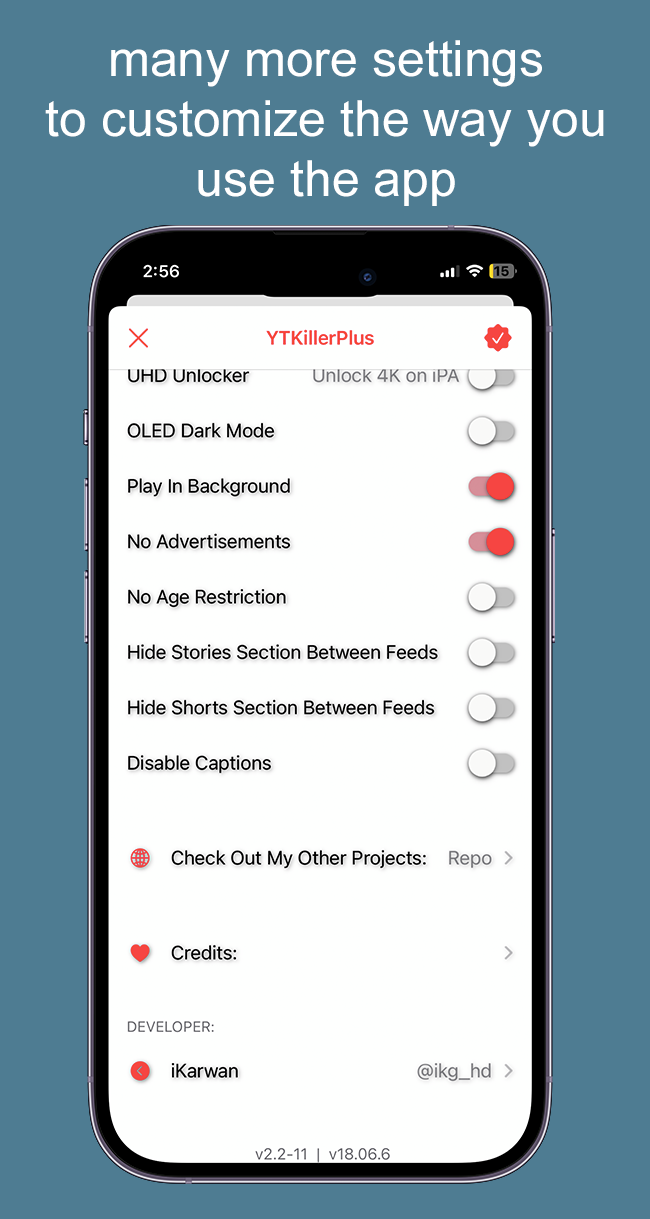 many more settings
to customize the way you
use the app
2:56
15
YTKillerPlus
UHD Unlocker Unlock 4K on iPA
OLED Dark Mode
Play In Background
No Advertisements
No Age Restriction
Hide Stories Section Between Feeds
Hide Shorts Section Between Feeds
Disable Captions
Check Out My Other Projects: Repo
Credits:
DEVELOPER:
iKarwan @ikg_hd
v2.2-11 | v18.06.6